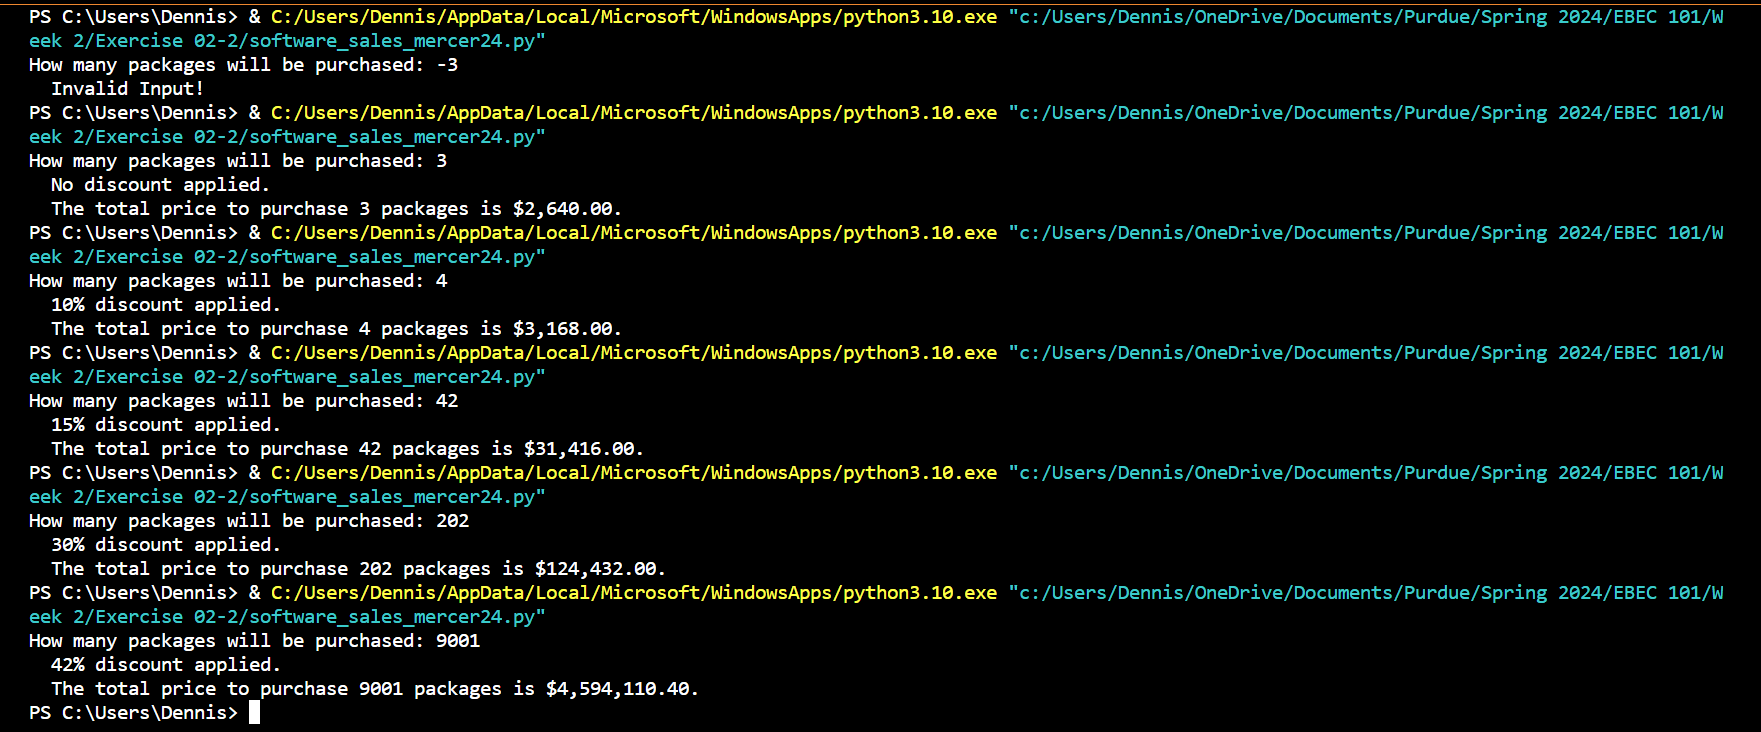 PS C:\Users\Dennis> & C:/Users/Dennis/AppData/Local/Microsoft/WindowsApps/python3.10.exe "c:/Users/Dennis/OneDrive/Documents/Purdue/Spring 2024/EBEC 101/W
eek 2/Exercise 02-2/software_sales_mercer24.py"
How many packages will be purchased: -3
  Invalid Input!
PS C:\Users\Dennis> & C:/Users/Dennis/AppData/Local/Microsoft/WindowsApps/python3.10.exe "c:/Users/Dennis/OneDrive/Documents/Purdue/Spring 2024/EBEC 101/W
eek 2/Exercise 02-2/software_sales_mercer24.py"
How many packages will be purchased: 3
  No discount applied.
  The total price to purchase 3 packages is $2,640.00.
PS C:\Users\Dennis> & C:/Users/Dennis/AppData/Local/Microsoft/WindowsApps/python3.10.exe "c:/Users/Dennis/OneDrive/Documents/Purdue/Spring 2024/EBEC 101/W
eek 2/Exercise 02-2/software_sales_mercer24.py"
How many packages will be purchased: 4
  10% discount applied.
  The total price to purchase 4 packages is $3,168.00.
PS C:\Users\Dennis> & C:/Users/Dennis/AppData/Local/Microsoft/WindowsApps/python3.10.exe "c:/Users/Dennis/OneDrive/Documents/Purdue/Spring 2024/EBEC 101/W
eek 2/Exercise 02-2/software_sales_mercer24.py"
How many packages will be purchased: 42
  15% discount applied.
  The total price to purchase 42 packages is $31,416.00.
PS C:\Users\Dennis> & C:/Users/Dennis/AppData/Local/Microsoft/WindowsApps/python3.10.exe "c:/Users/Dennis/OneDrive/Documents/Purdue/Spring 2024/EBEC 101/W
eek 2/Exercise 02-2/software_sales_mercer24.py"
How many packages will be purchased: 202
  30% discount applied.
  The total price to purchase 202 packages is $124,432.00.
PS C:\Users\Dennis> & C:/Users/Dennis/AppData/Local/Microsoft/WindowsApps/python3.10.exe "c:/Users/Dennis/OneDrive/Documents/Purdue/Spring 2024/EBEC 101/W
eek 2/Exercise 02-2/software_sales_mercer24.py"
How many packages will be purchased: 9001
  42% discount applied.
  The total price to purchase 9001 packages is $4,594,110.40.
PS C:\Users\Dennis>